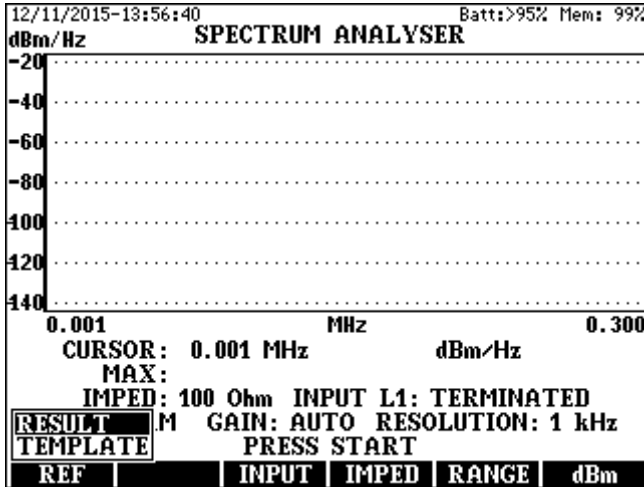 12/11/2015-13:56:40 Batt:>95% Mem: 99%
dBm/Hz SPECTRUM ANALYSER
-20
-40
-60
-80
-100
-120
-140
0.001 MHz 0.300
CURSOR: 0.001 MHz dBm/Hz
MAX:
IMPED: 100 Ohm INPUT L1: TERMINATED
RESULT .M GAIN: AUTO RESOLUTION: 1 kHz
TEMPLATE PRESS START
REF INPUT IMPED RANGE dBm